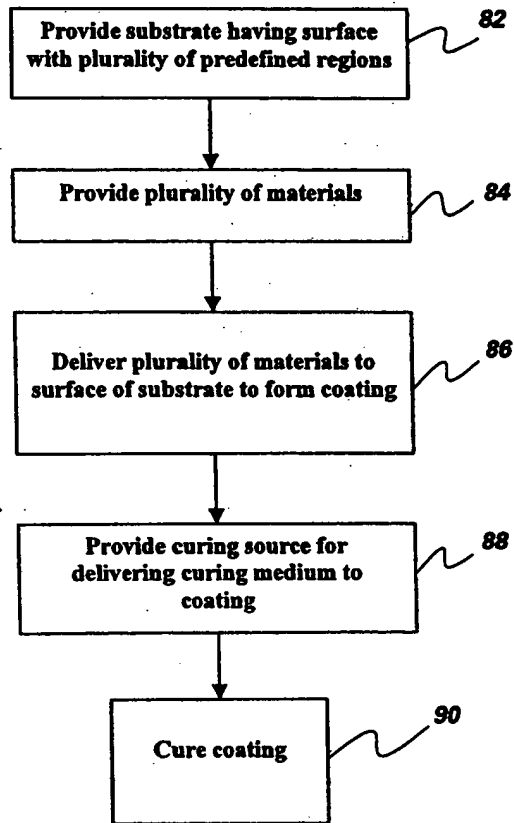 Provide substrate having surface
with plurality of predefined regions
82
Provide plurality of materials
84
Deliver plurality of materials to
surface of substrate to form coating
86
Provide curing source for
delivering curing medium to
coating
88
Cure coating
90